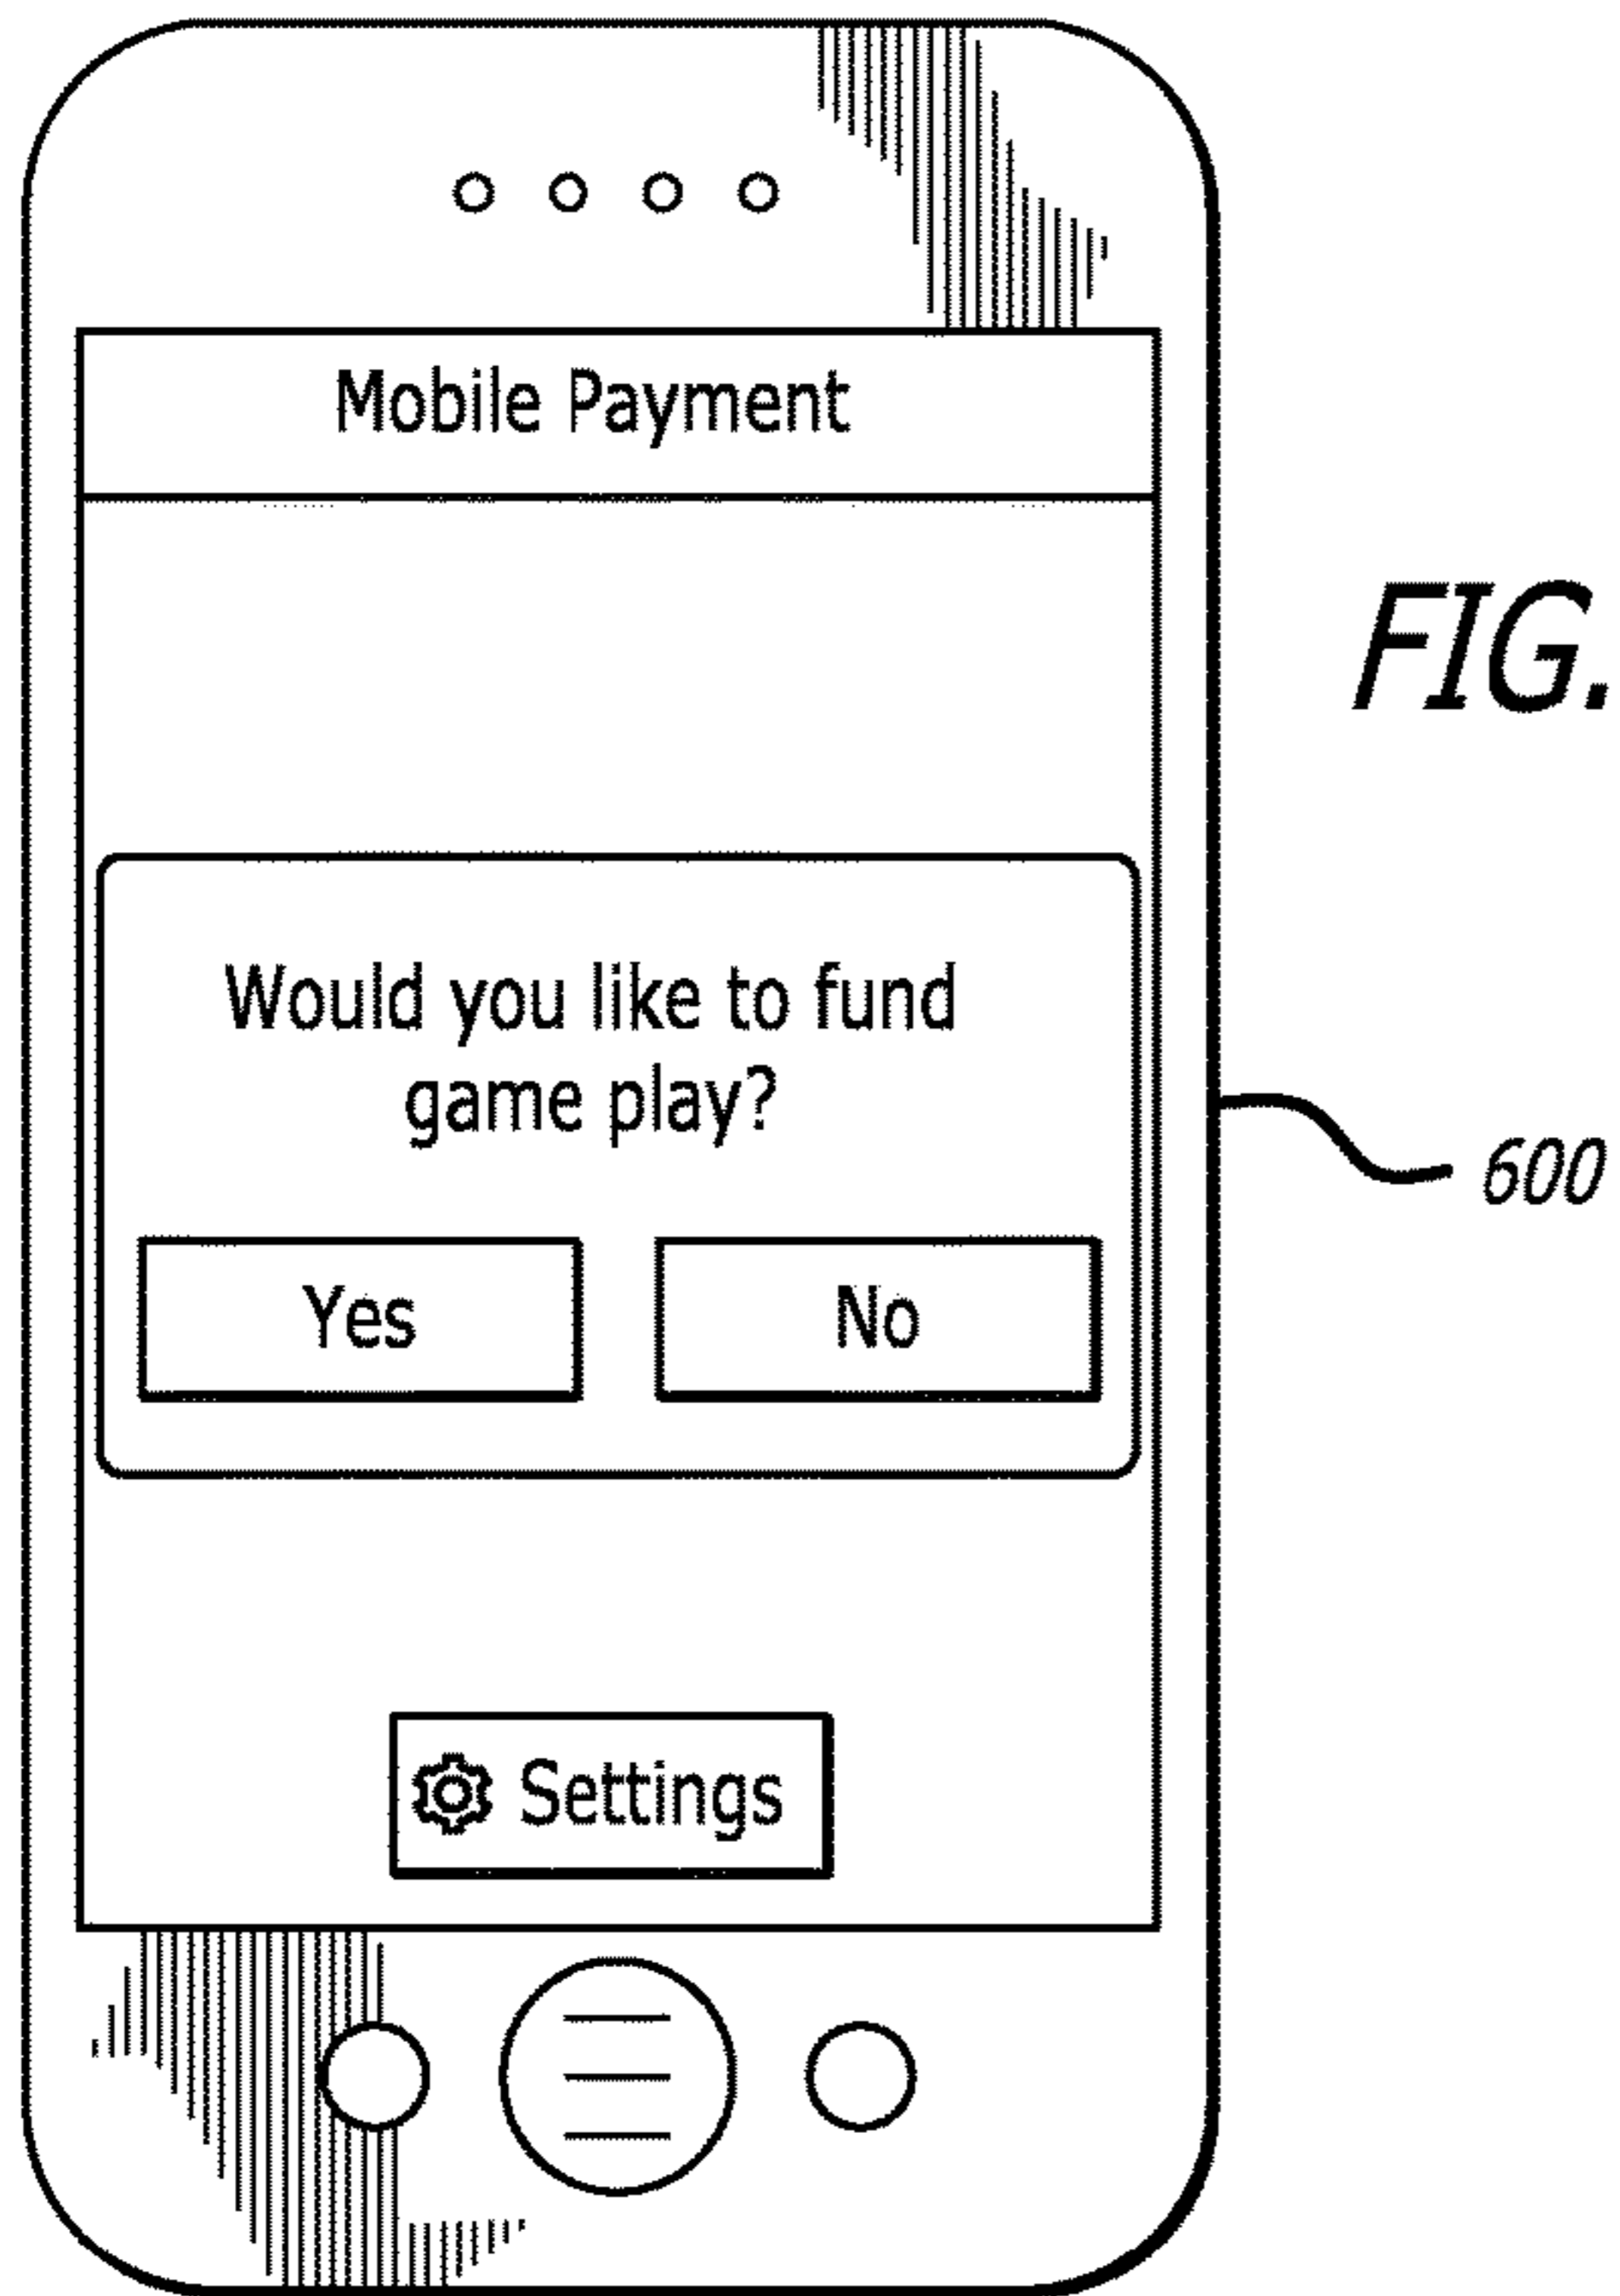 Mobile Payment
FIG.
Would you like to fund
game play?
600
Yes
No
Settings